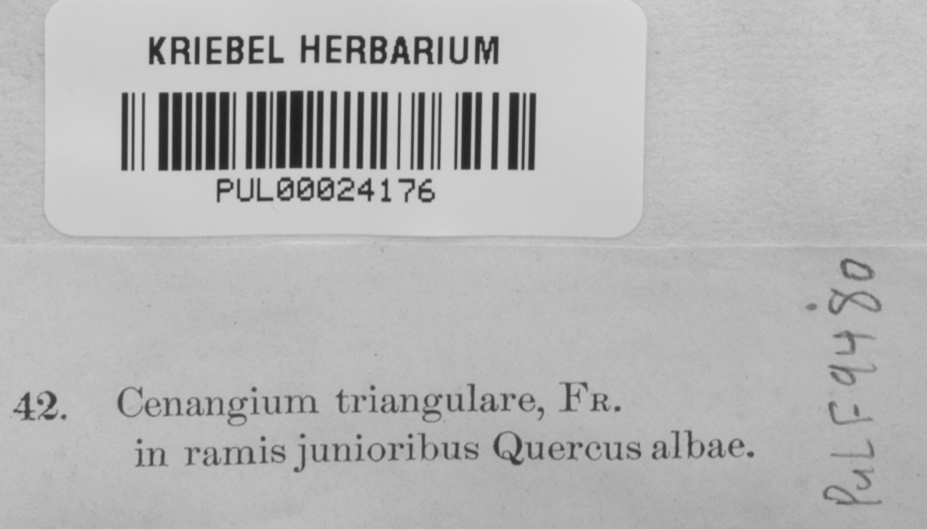 KRIEBEL HERBARIUM
PUL00024176
42. Cenangium triangulare, FR.
in ramis junioribus Quercus albae.
PuL F9480